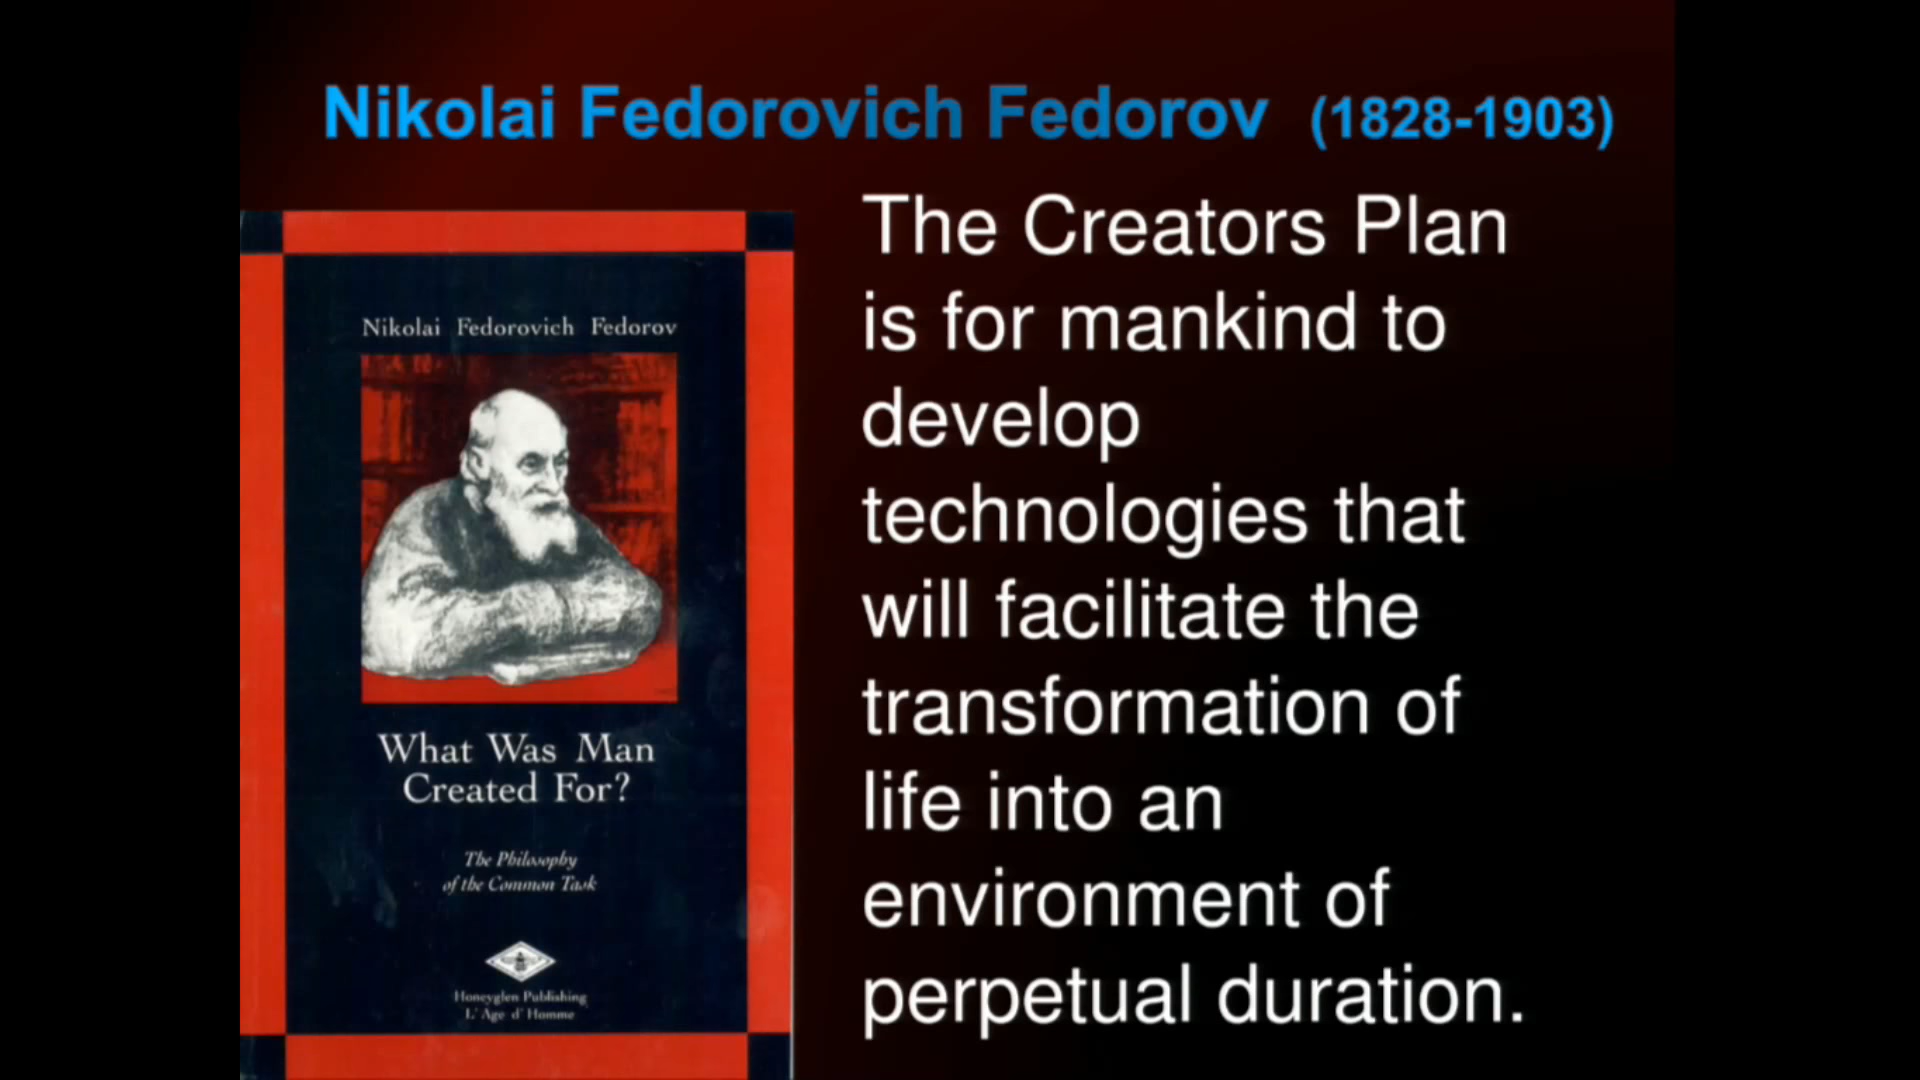 Nikolai Fedorovich Fedorov (1828-1903)
Nikolai Fedorovich Fedorov
What Was Man
Created For?
The Philosophy
of the Common Task
Honeyglen Publishing
L'Age d'Homme
The Creators Plan
is for mankind to
develop
technologies that
will facilitate the
transformation of
life into an
environment of
perpetual duration.